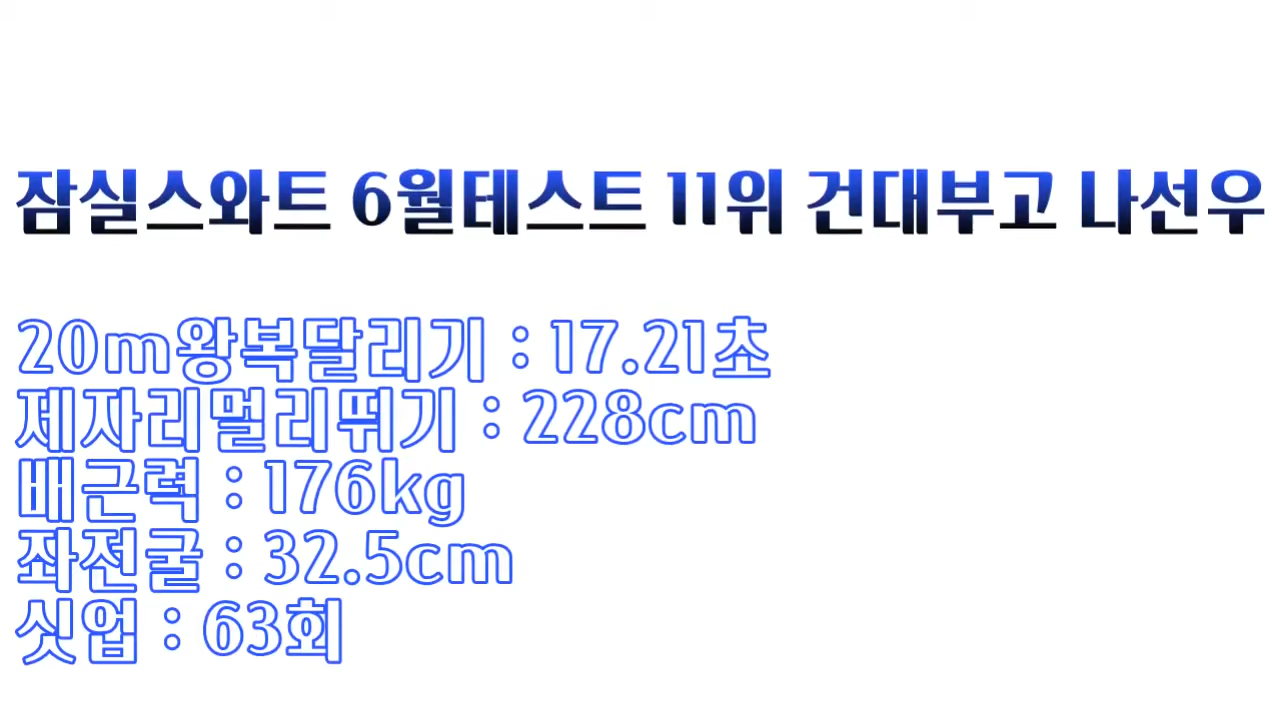 잠실스와트 6월테스트 11위 건대부고 나선우
20m왕복달리기 : 17.21초
제자리멀리뛰기 : 228cm
배근력 : 176kg
좌전굴 : 32.5cm
싯업 : 63회